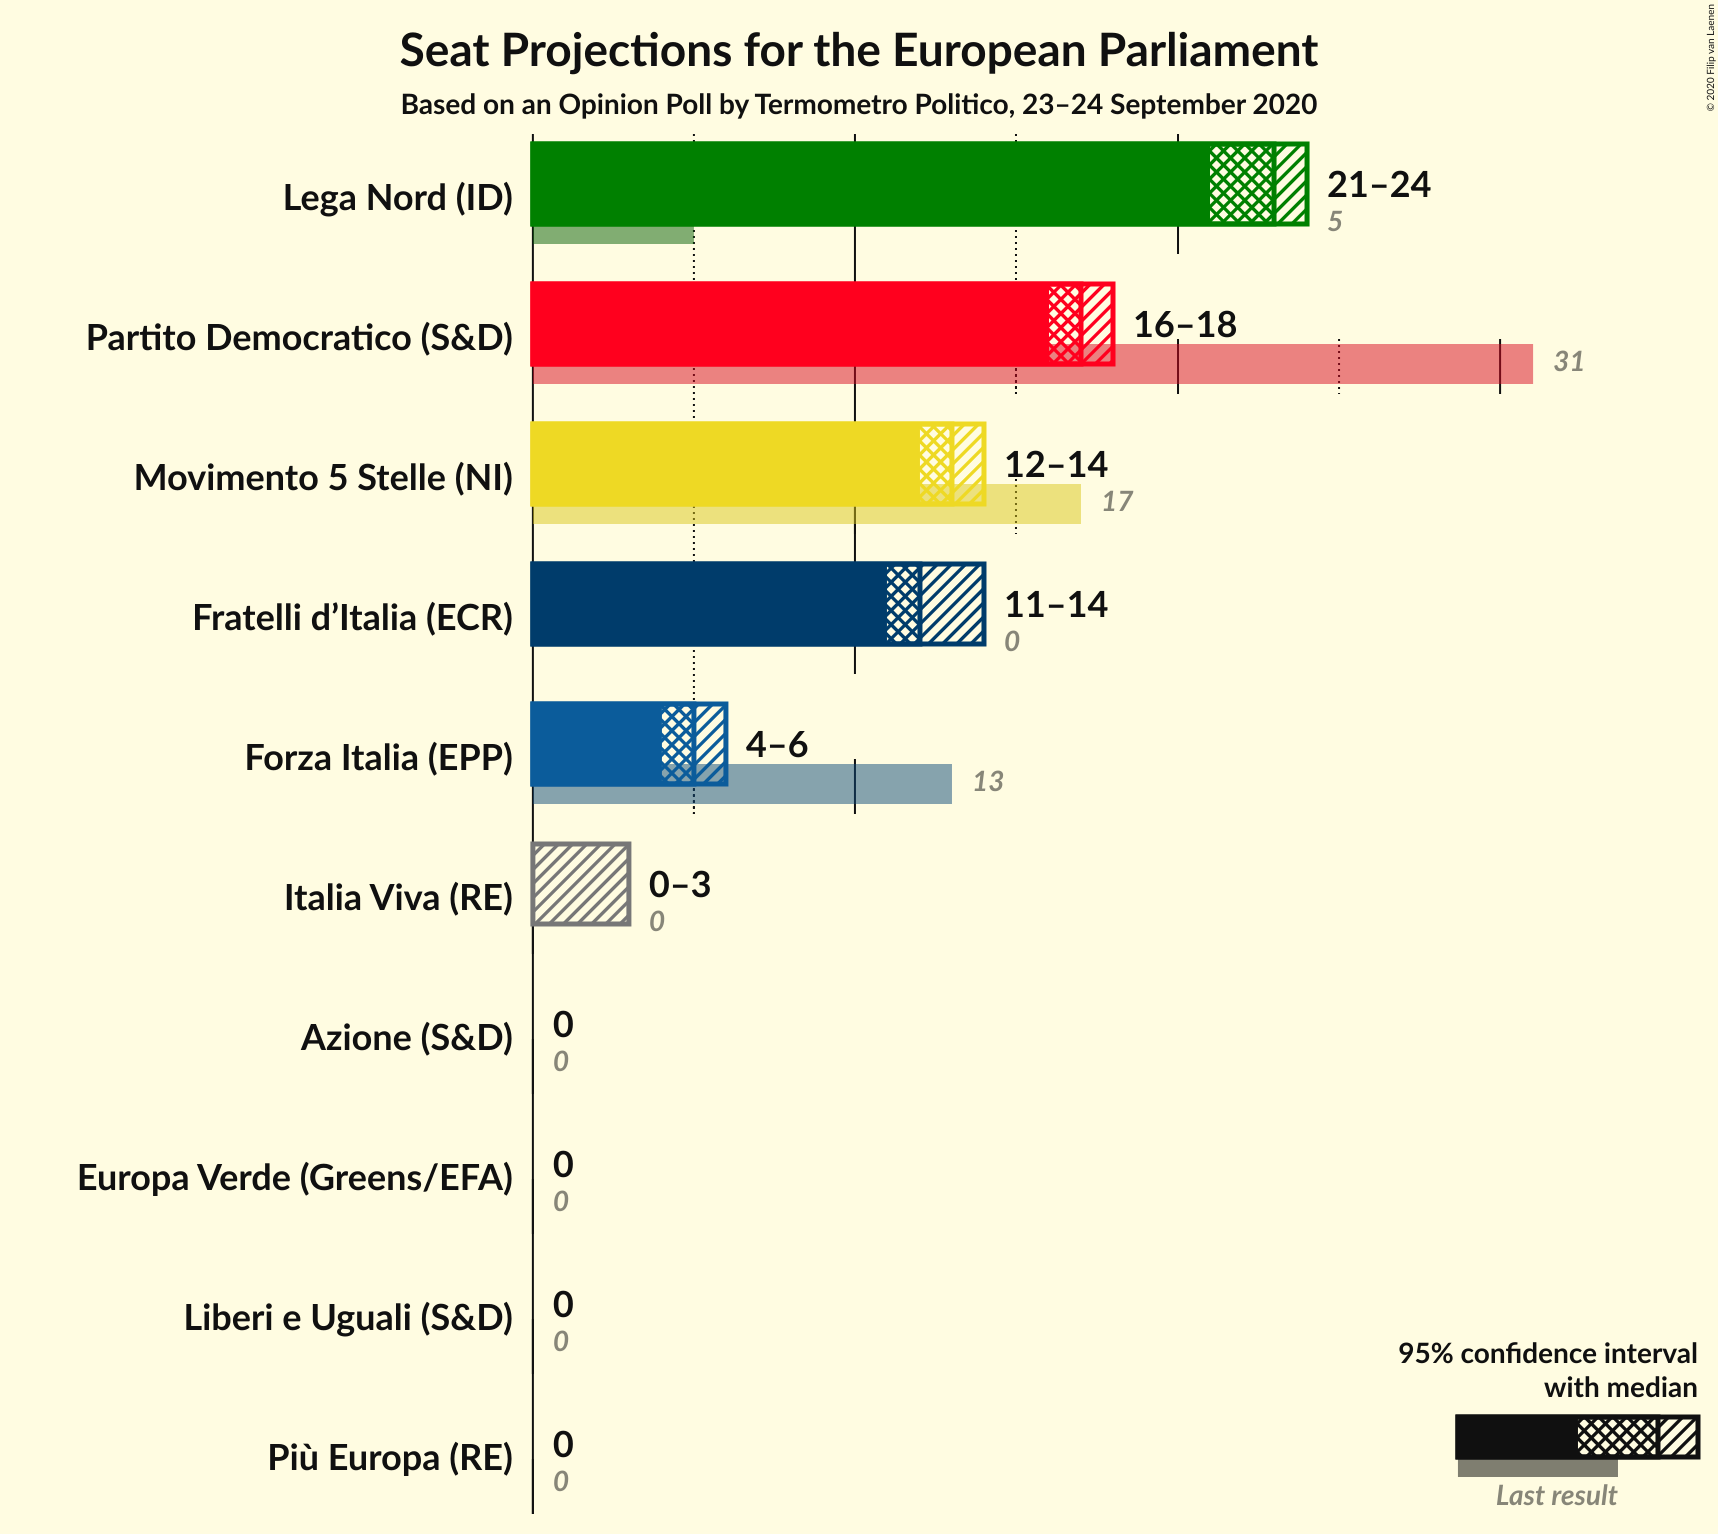 Seat Projections for the European Parliament
Based on an Opinion Poll by Termometro Politico, 23–24 September 2020
© 2020 Filip van Laenen
Lega Nord (ID)
21–24
5
Partito Democratico (S&D)
16–18
31
Movimento 5 Stelle (NI)
12–14
17
Fratelli d’Italia (ECR)
11–14
0
Forza Italia (EPP)
4–6
13
Italia Viva (RE)
0–3
0
Azione (S&D)
0
0
Europa Verde (Greens/EFA)
0
0
Liberi e Uguali (S&D)
0
0
Più Europa (RE)
0
0
95% confidence interval
with median
Last result